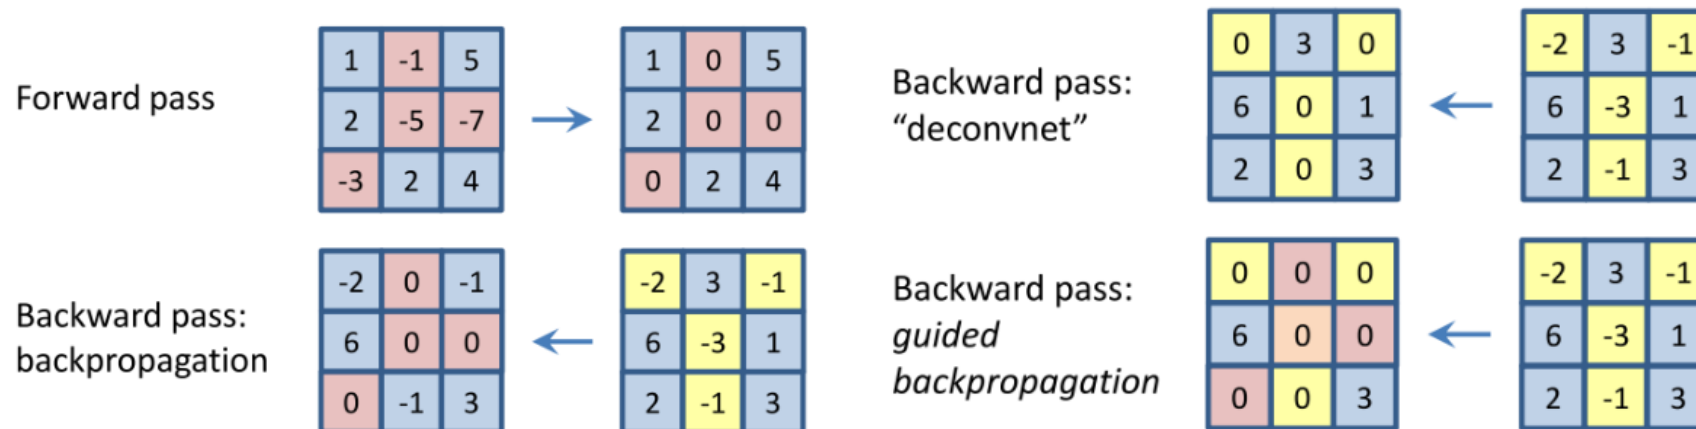 Forward pass
1 -1 5
2 -5 -7
-3 2 4
1 0 5
2 0 0
0 2 4
Backward pass:
backpropagation
-2 0 -1
6 0 0
0 -1 3
-2 3 -1
6 -3 1
2 -1 3
Backward pass:
“deconvnet”
0 3 0
6 0 1
2 0 3
-2 3 -1
6 -3 1
2 -1 3
Backward pass:
guided
backpropagation
0 0 0
6 0 0
0 0 3
-2 3 -1
6 -3 1
2 -1 3